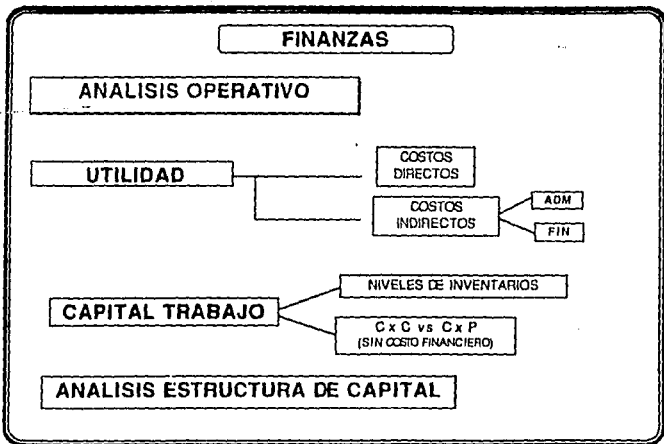 FINANZAS
ANALISIS OPERATIVO
UTILIDAD
COSTOS
DIRECTOS
COSTOS
INDIRECTOS
ADM
FIN
CAPITAL TRABAJO
NIVELES DE INVENTARIOS
C x C vs C x P
(SIN COSTO FINANCIERO)
ANALISIS ESTRUCTURA DE CAPITAL